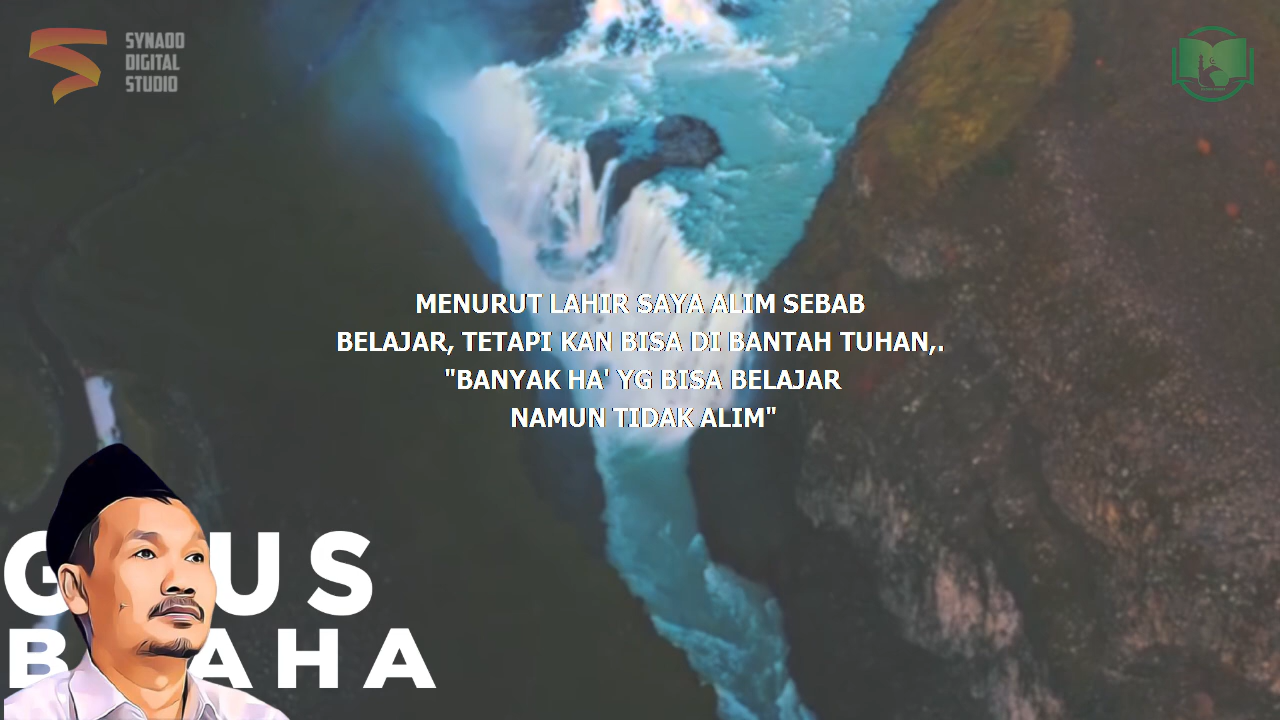 SYNADO
DIGITAL
STUDIO
MENURUT LAHIR SAYA ALIM SEBAB
BELAJAR, TETAPI KAN BISA DI BANTAH TUHAN,.
"BANYAK HA' YG BISA BELAJAR
NAMUN TIDAK ALIM"
GUS
BAHA